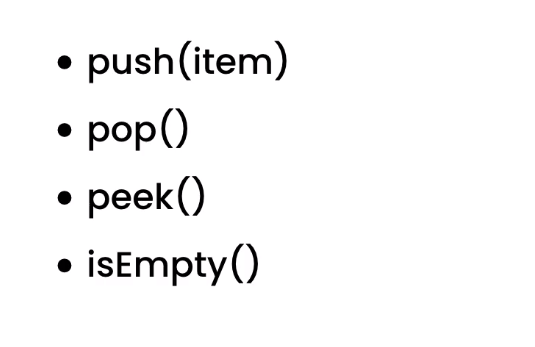 • push(item)
• pop()
• peek()
• isEmpty()